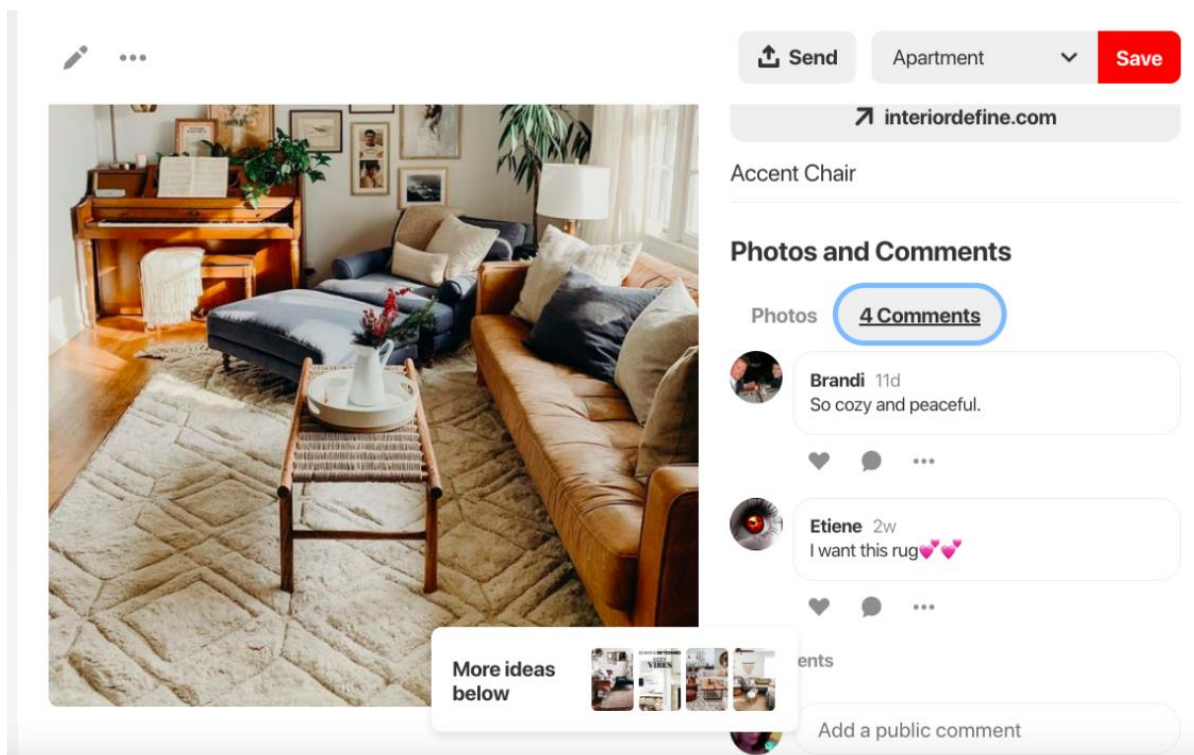 Send
Apartment
Save
interiordefine.com
Accent Chair
Photos and Comments
Photos
4 Comments
Brandi 11d
So cozy and peaceful.
Etiene 2w
I want this rug💕💕
More ideas
below
VIBES
ents
Add a public comment